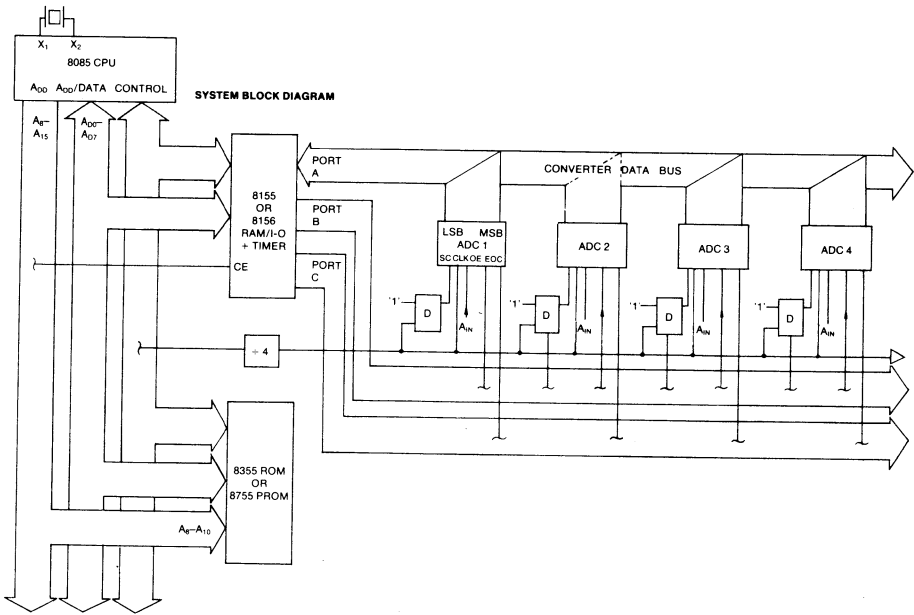 X1 X2
8085 CPU
ADD ADD/DATA CONTROL
SYSTEM BLOCK DIAGRAM
A8–
A15
AD0–
AD7
8155
OR
8156
RAM/I-O
+ TIMER
CE
PORT
A
PORT
B
PORT
C
CONVERTER DATA BUS
LSB MSB
ADC 1
SC CLK OE EOC
ADC 2
ADC 3
ADC 4
'1'
D
AIN
'1'
D
AIN
'1'
D
AIN
'1'
D
AIN
÷ 4
8355 ROM
OR
8755 PROM
A8–A10